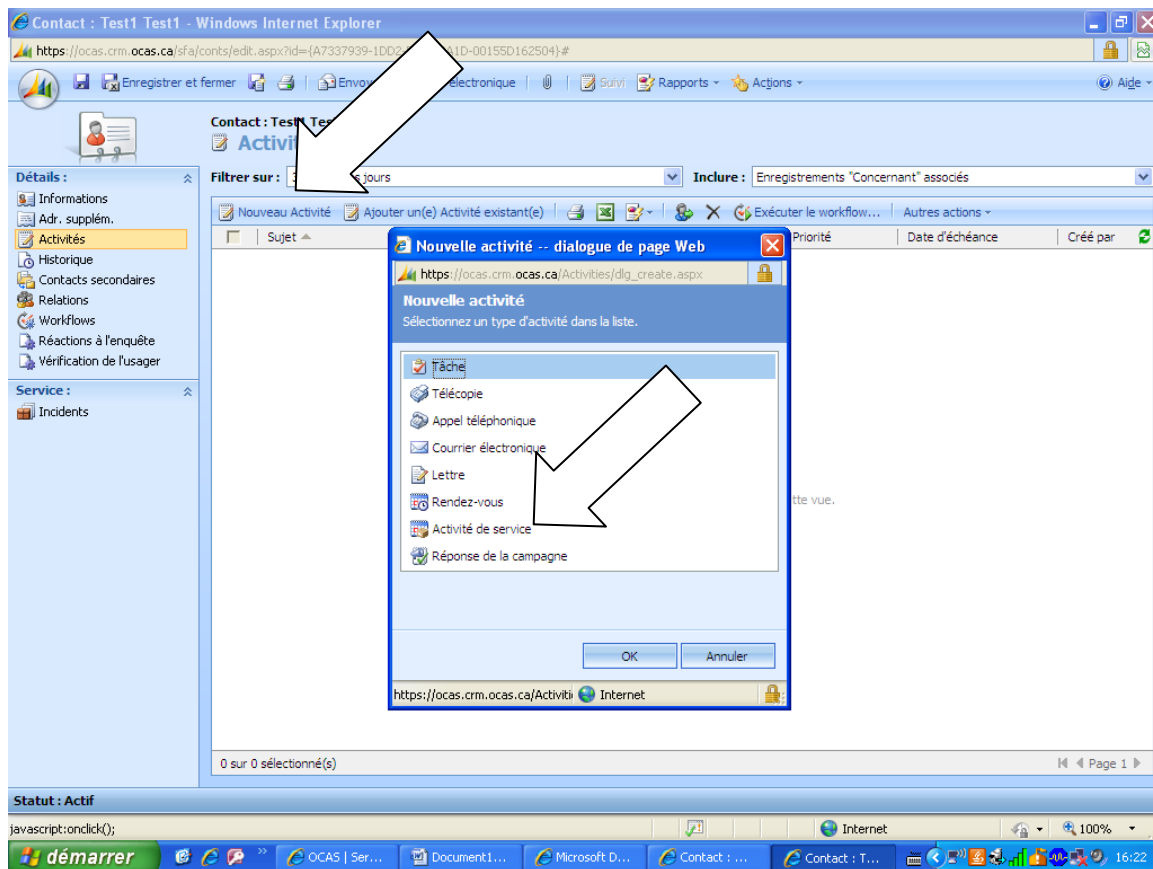 Contact : Test1 Test1 - Windows Internet Explorer
https://ocas.crm.ocas.ca/sfa/conts/edit.aspx?id={A7337939-1DD2 A1D-00155D162504}#
Enregistrer et fermer Envoy électronique Suivi Rapports Actions Aide
Contact : Test1 Tes
Activi
Détails :
Filtrer sur : 3 s jours Inclure : Enregistrements "Concernant" associés
Informations
Adr. supplém.
Activités
Historique
Contacts secondaires
Relations
Workflows
Réactions à l'enquête
Vérification de l'usager
Service :
Incidents
Nouveau Activité Ajouter un(e) Activité existant(e) Exécuter le workflow... Autres actions
Sujet Priorité Date d'échéance Créé par
Nouvelle activité -- dialogue de page Web
https://ocas.crm.ocas.ca/Activities/dlg_create.aspx
Nouvelle activité
Sélectionnez un type d'activité dans la liste.
Tâche
Télécopie
Appel téléphonique
Courrier électronique
Lettre
Rendez-vous
Activité de service
Réponse de la campagne
tte vue.
OK Annuler
https://ocas.crm.ocas.ca/Activiti Internet
0 sur 0 sélectionné(s) Page 1
Statut : Actif
javascript:onclick(); Internet 100%
démarrer OCAS | Ser... Document1... Microsoft D... Contact : ... Contact : T... 16:22